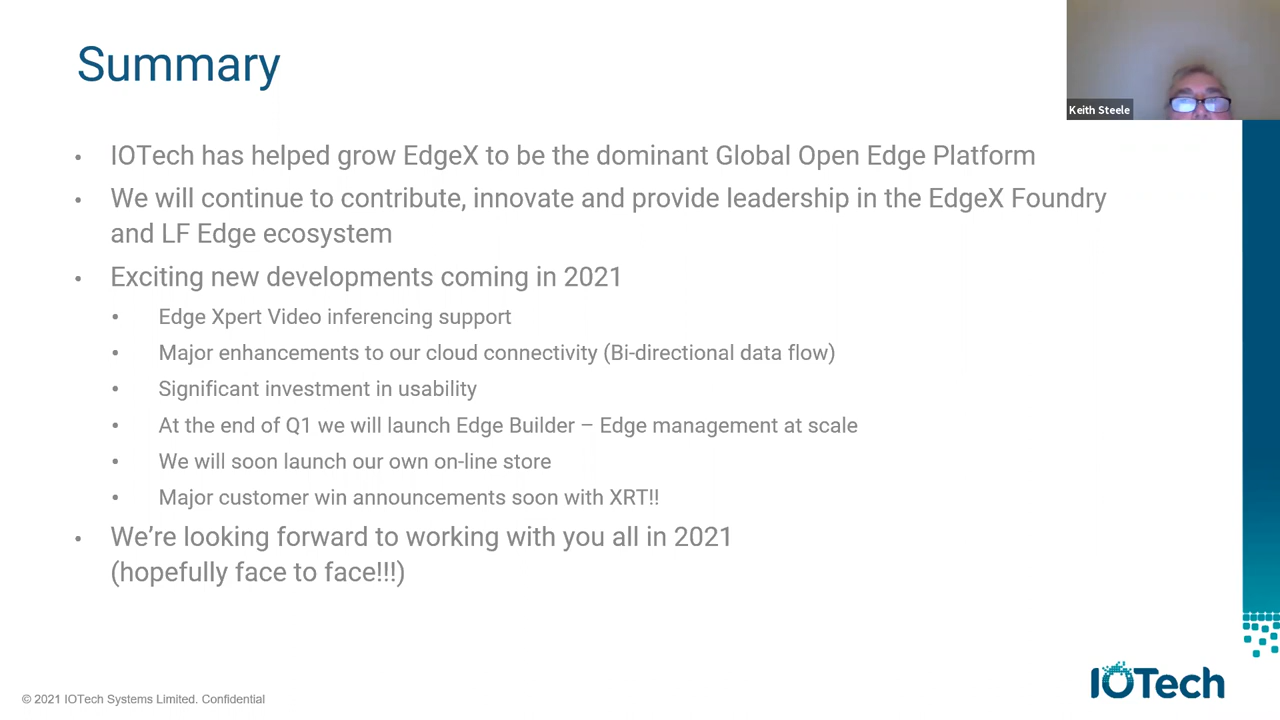 Summary
Keith Steele
• IOTech has helped grow EdgeX to be the dominant Global Open Edge Platform
• We will continue to contribute, innovate and provide leadership in the EdgeX Foundry
and LF Edge ecosystem
• Exciting new developments coming in 2021
• Edge Xpert Video inferencing support
• Major enhancements to our cloud connectivity (Bi-directional data flow)
• Significant investment in usability
• At the end of Q1 we will launch Edge Builder – Edge management at scale
• We will soon launch our own on-line store
• Major customer win announcements soon with XRT!!
• We’re looking forward to working with you all in 2021
(hopefully face to face!!!)
© 2021 IOTech Systems Limited. Confidential
IOTech